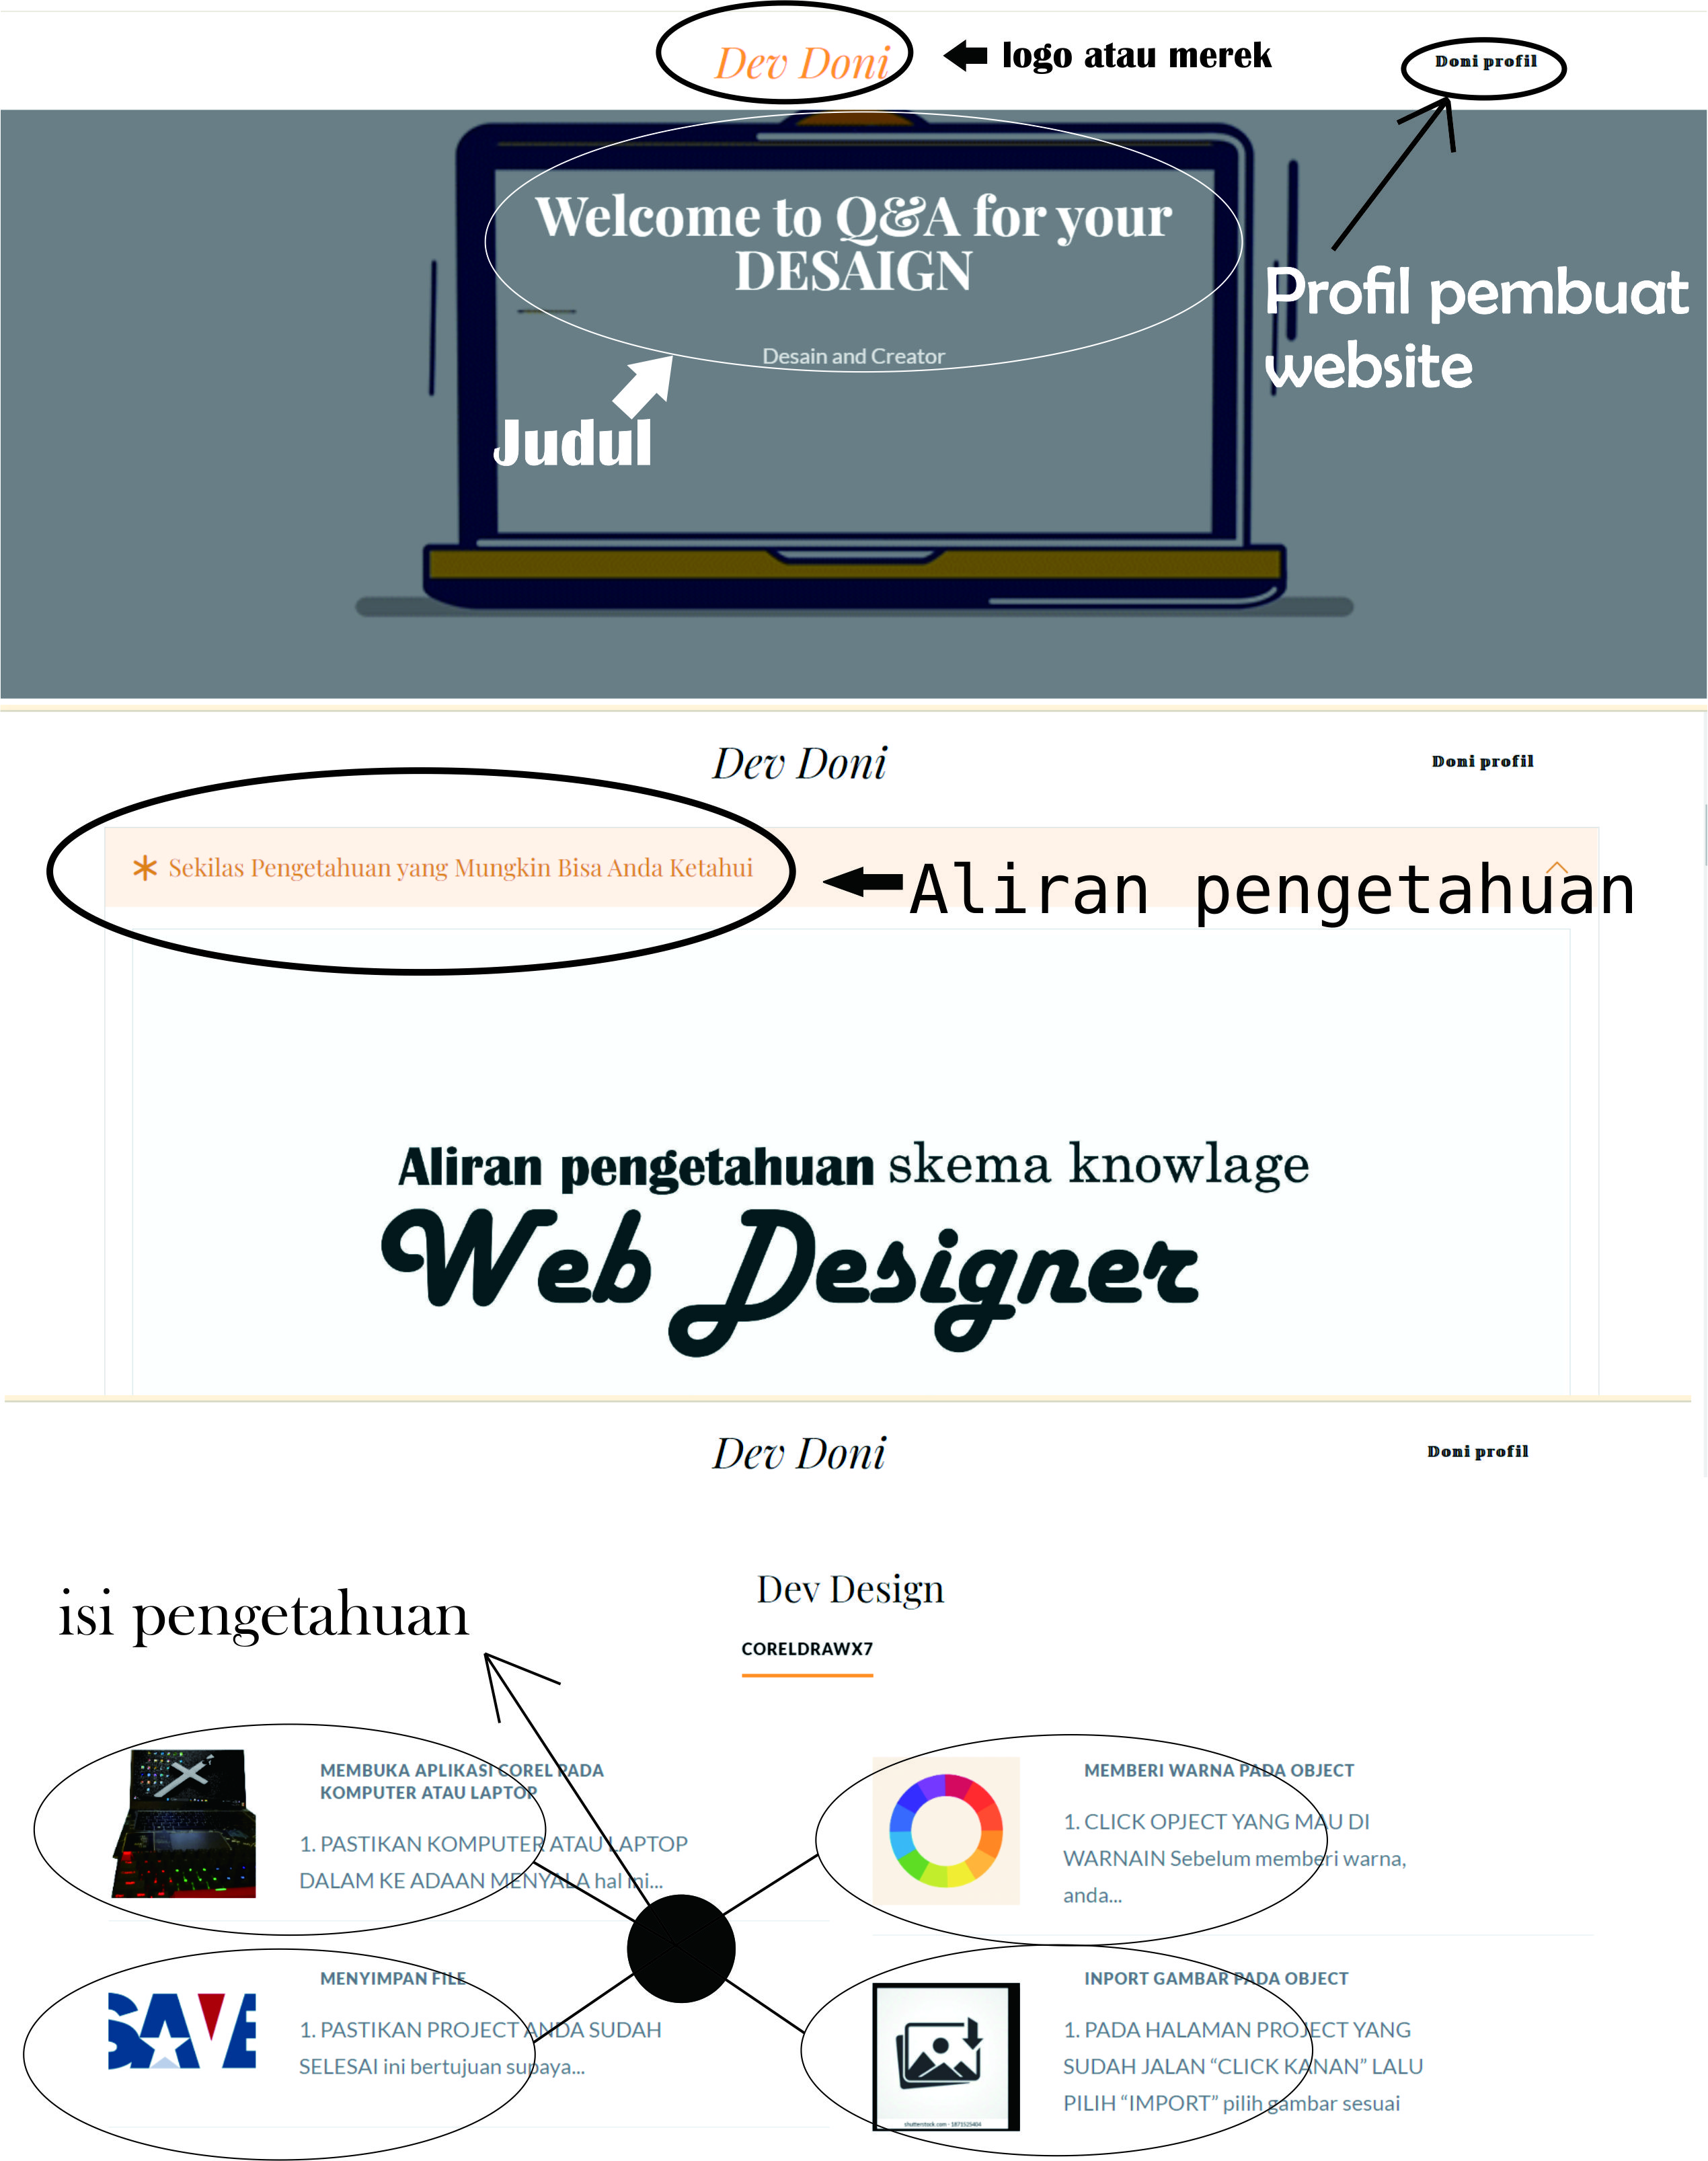 Dev Doni
logo atau merek
Doni profil
Welcome to Q&A for your
DESAIGN
Desain and Creator
Profil pembuat
website
Judul
Dev Doni
Doni profil
Sekilas Pengetahuan yang Mungkin Bisa Anda Ketahui
Aliran pengetahuan
Aliran pengetahuan skema knowlage
Web Designer
Dev Doni
Doni profil
isi pengetahuan
Dev Design
CORELDRAWX7
MEMBUKA APLIKASI COREL PADA
KOMPUTER ATAU LAPTOP
1. PASTIKAN KOMPUTER ATAU LAPTOP
DALAM KE ADAAN MENYALA hal ini...
MEMBERI WARNA PADA OBJECT
1. CLICK OPJECT YANG MAU DI
WARNAIN Sebelum memberi warna,
anda...
SAVE
MENYIMPAN FILE
1. PASTIKAN PROJECT ANDA SUDAH
SELESAI ini bertujuan supaya...
INPORT GAMBAR PADA OBJECT
1. PADA HALAMAN PROJECT YANG
SUDAH JALAN “CLICK KANAN” LALU
PILIH “IMPORT” pilih gambar sesuai
shutterstock.com · 1871525404